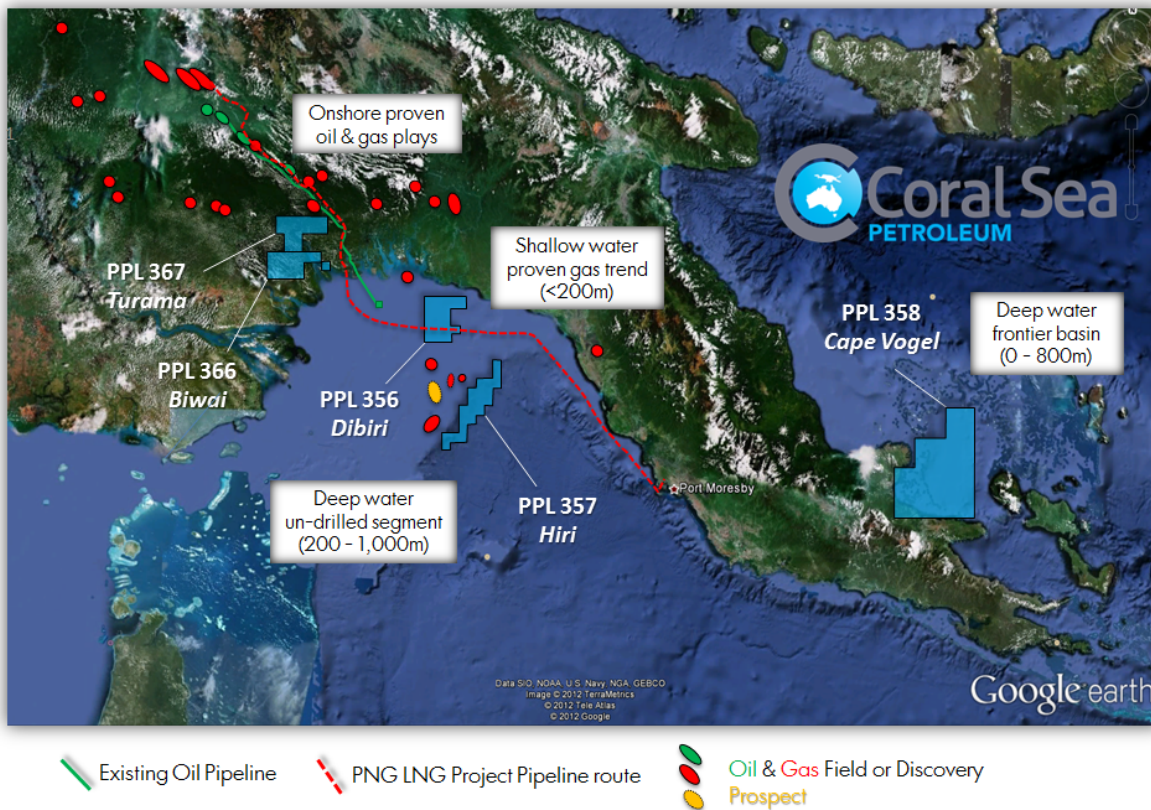 Onshore proven
oil & gas plays
Coral Sea
PETROLEUM
Shallow water
proven gas trend
(<200m)
PPL 367
Turama
PPL 358
Cape Vogel
Deep water
frontier basin
(0 - 800m)
PPL 366
Biwai
PPL 356
Dibiri
Deep water
un-drilled segment
(200 - 1,000m)
PPL 357
Hiri
Port Moresby
Data SIO, NOAA, U.S. Navy, NGA, GEBCO
Image © 2012 TerraMetrics
© 2012 Tele Atlas
© 2012 Google
Google earth
Existing Oil Pipeline
PNG LNG Project Pipeline route
Oil & Gas Field or Discovery
Prospect